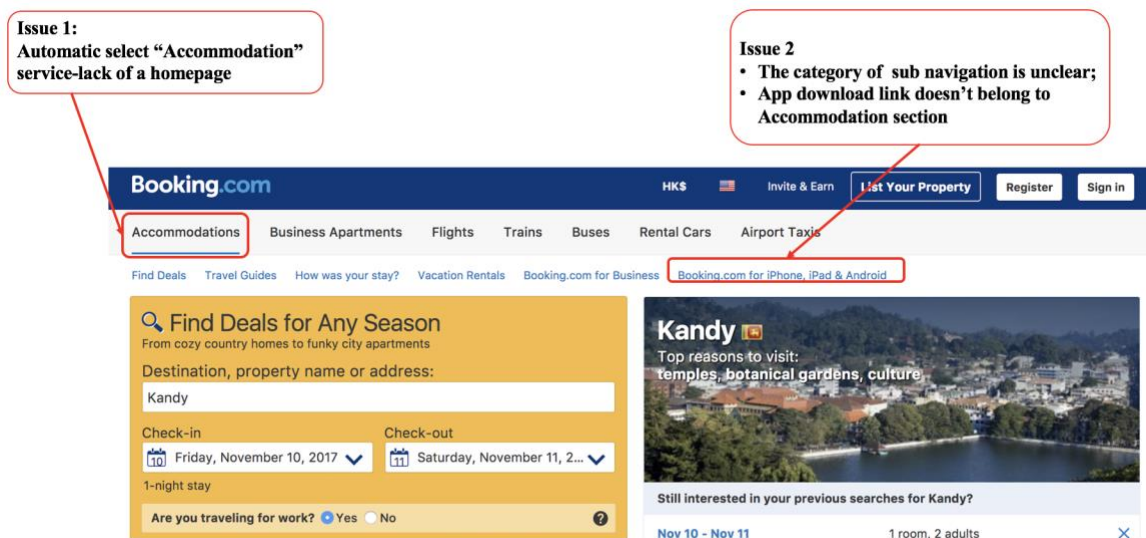 Issue 1:
Automatic select “Accommodation”
service-lack of a homepage
Issue 2
• The category of sub navigation is unclear;
• App download link doesn’t belong to
Accommodation section
Booking.com
HK$
Invite & Earn
List Your Property
Register
Sign in
Accommodations Business Apartments Flights Trains Buses Rental Cars Airport Taxis
Find Deals Travel Guides How was your stay? Vacation Rentals Booking.com for Business Booking.com for iPhone, iPad & Android
Find Deals for Any Season
From cozy country homes to funky city apartments
Destination, property name or address:
Kandy
Check-in
Check-out
10 Friday, November 10, 2017
11 Saturday, November 11, 2...
1-night stay
Are you traveling for work? Yes No
?
Kandy
Top reasons to visit:
temples, botanical gardens, culture
Still interested in your previous searches for Kandy?
Nov 10 - Nov 11
1 room, 2 adults